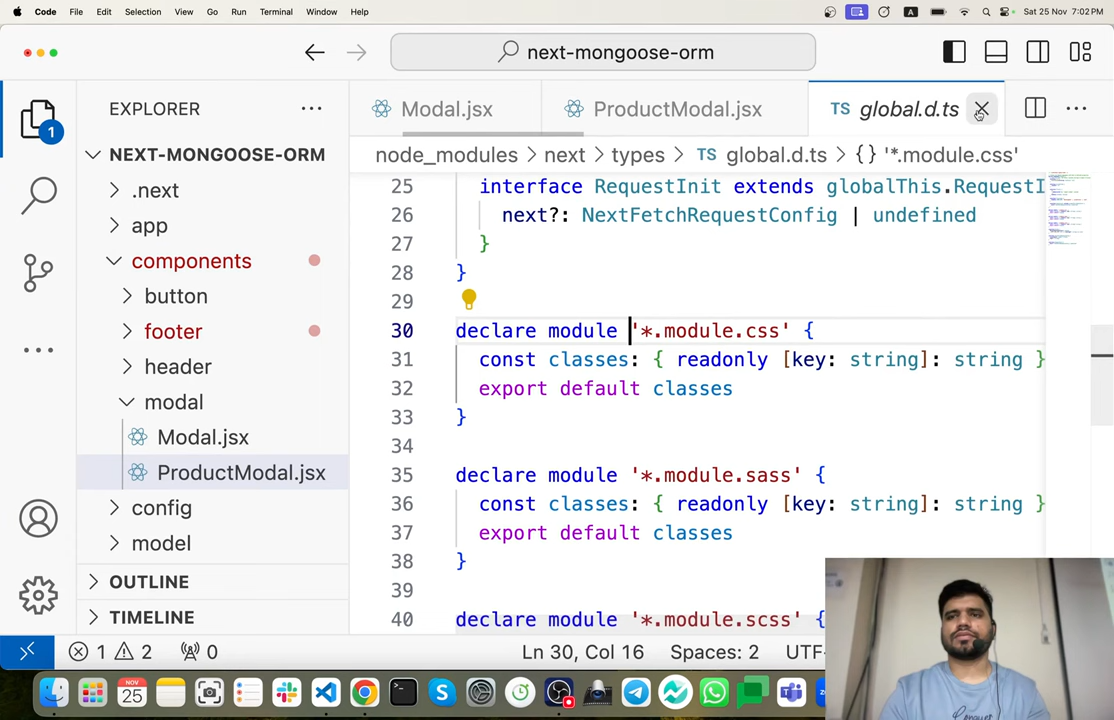 Code File Edit Selection View Go Run Terminal Window Help
A
Sat 25 Nov 7:02 PM
next-mongoose-orm
1
EXPLORER
NEXT-MONGOOSE-ORM
.next
app
components
button
footer
header
modal
Modal.jsx
ProductModal.jsx
config
model
OUTLINE
TIMELINE
Modal.jsx
ProductModal.jsx
TS global.d.ts
node_modules > next > types > TS global.d.ts > {} '*.module.css'
25 interface RequestInit extends globalThis.RequestI
26 next?: NextFetchRequestConfig | undefined
27 }
28 }
29
30 declare module '*.module.css' {
31 const classes: { readonly [key: string]: string }
32 export default classes
33 }
34
35 declare module '*.module.sass' {
36 const classes: { readonly [key: string]: string }
37 export default classes
38 }
39
40 declare module '*.module.scss' {
1 2 0
Ln 30, Col 16 Spaces: 2 UTF-
NOV
25